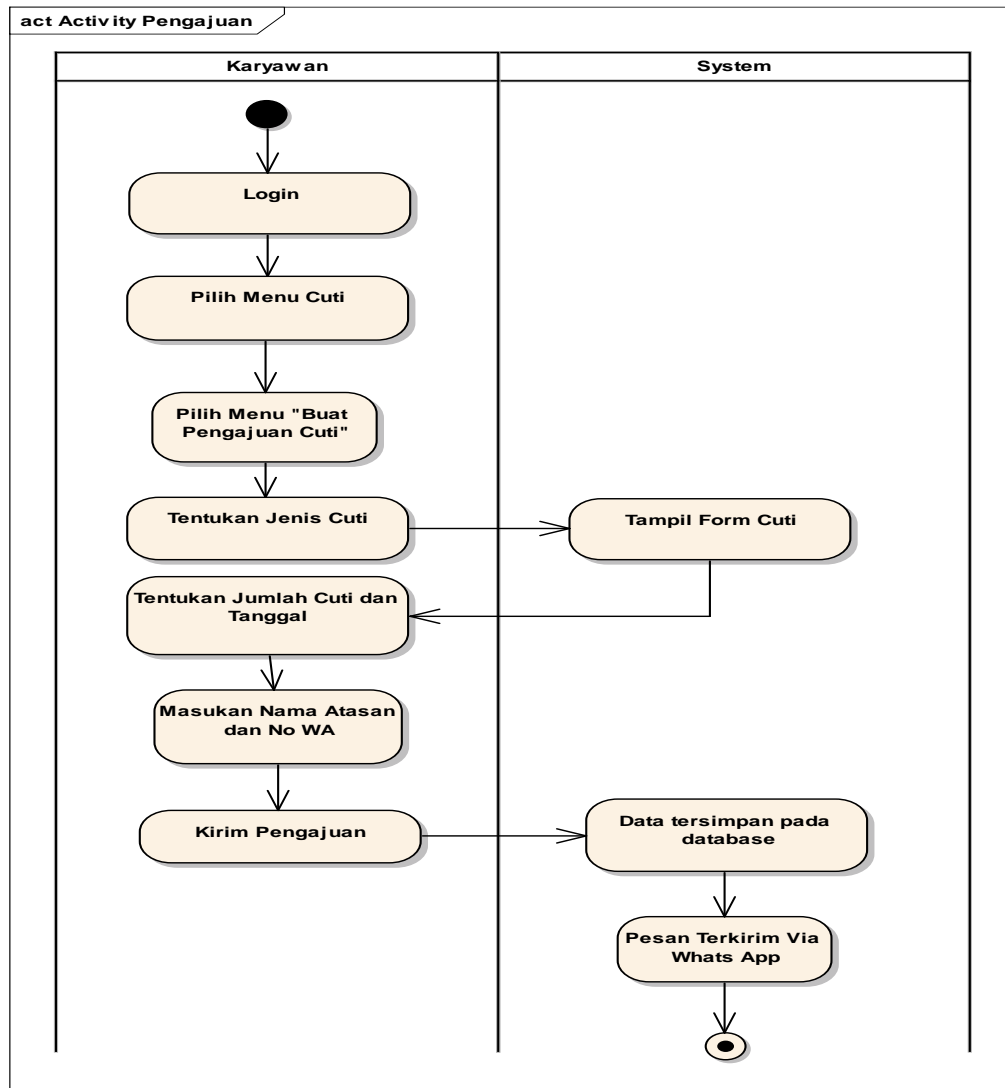 act Activity Pengajuan
Karyawan
System
Login
Pilih Menu Cuti
Pilih Menu "Buat
Pengajuan Cuti"
Tentukan Jenis Cuti
Tampil Form Cuti
Tentukan Jumlah Cuti dan
Tanggal
Masukan Nama Atasan
dan No WA
Kirim Pengajuan
Data tersimpan pada
database
Pesan Terkirim Via
Whats App